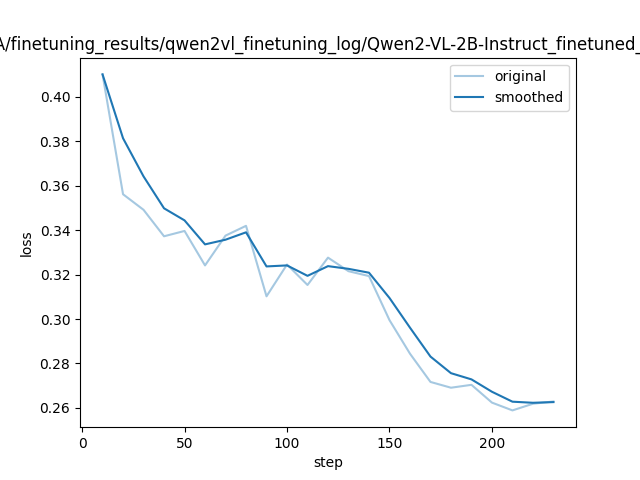 A/finetuning_results/qwen2vl_finetuning_log/Qwen2-VL-2B-Instruct_finetuned_
original
smoothed
0.40
0.38
0.36
0.34
0.32
0.30
0.28
0.26
loss
0
50
100
150
200
step